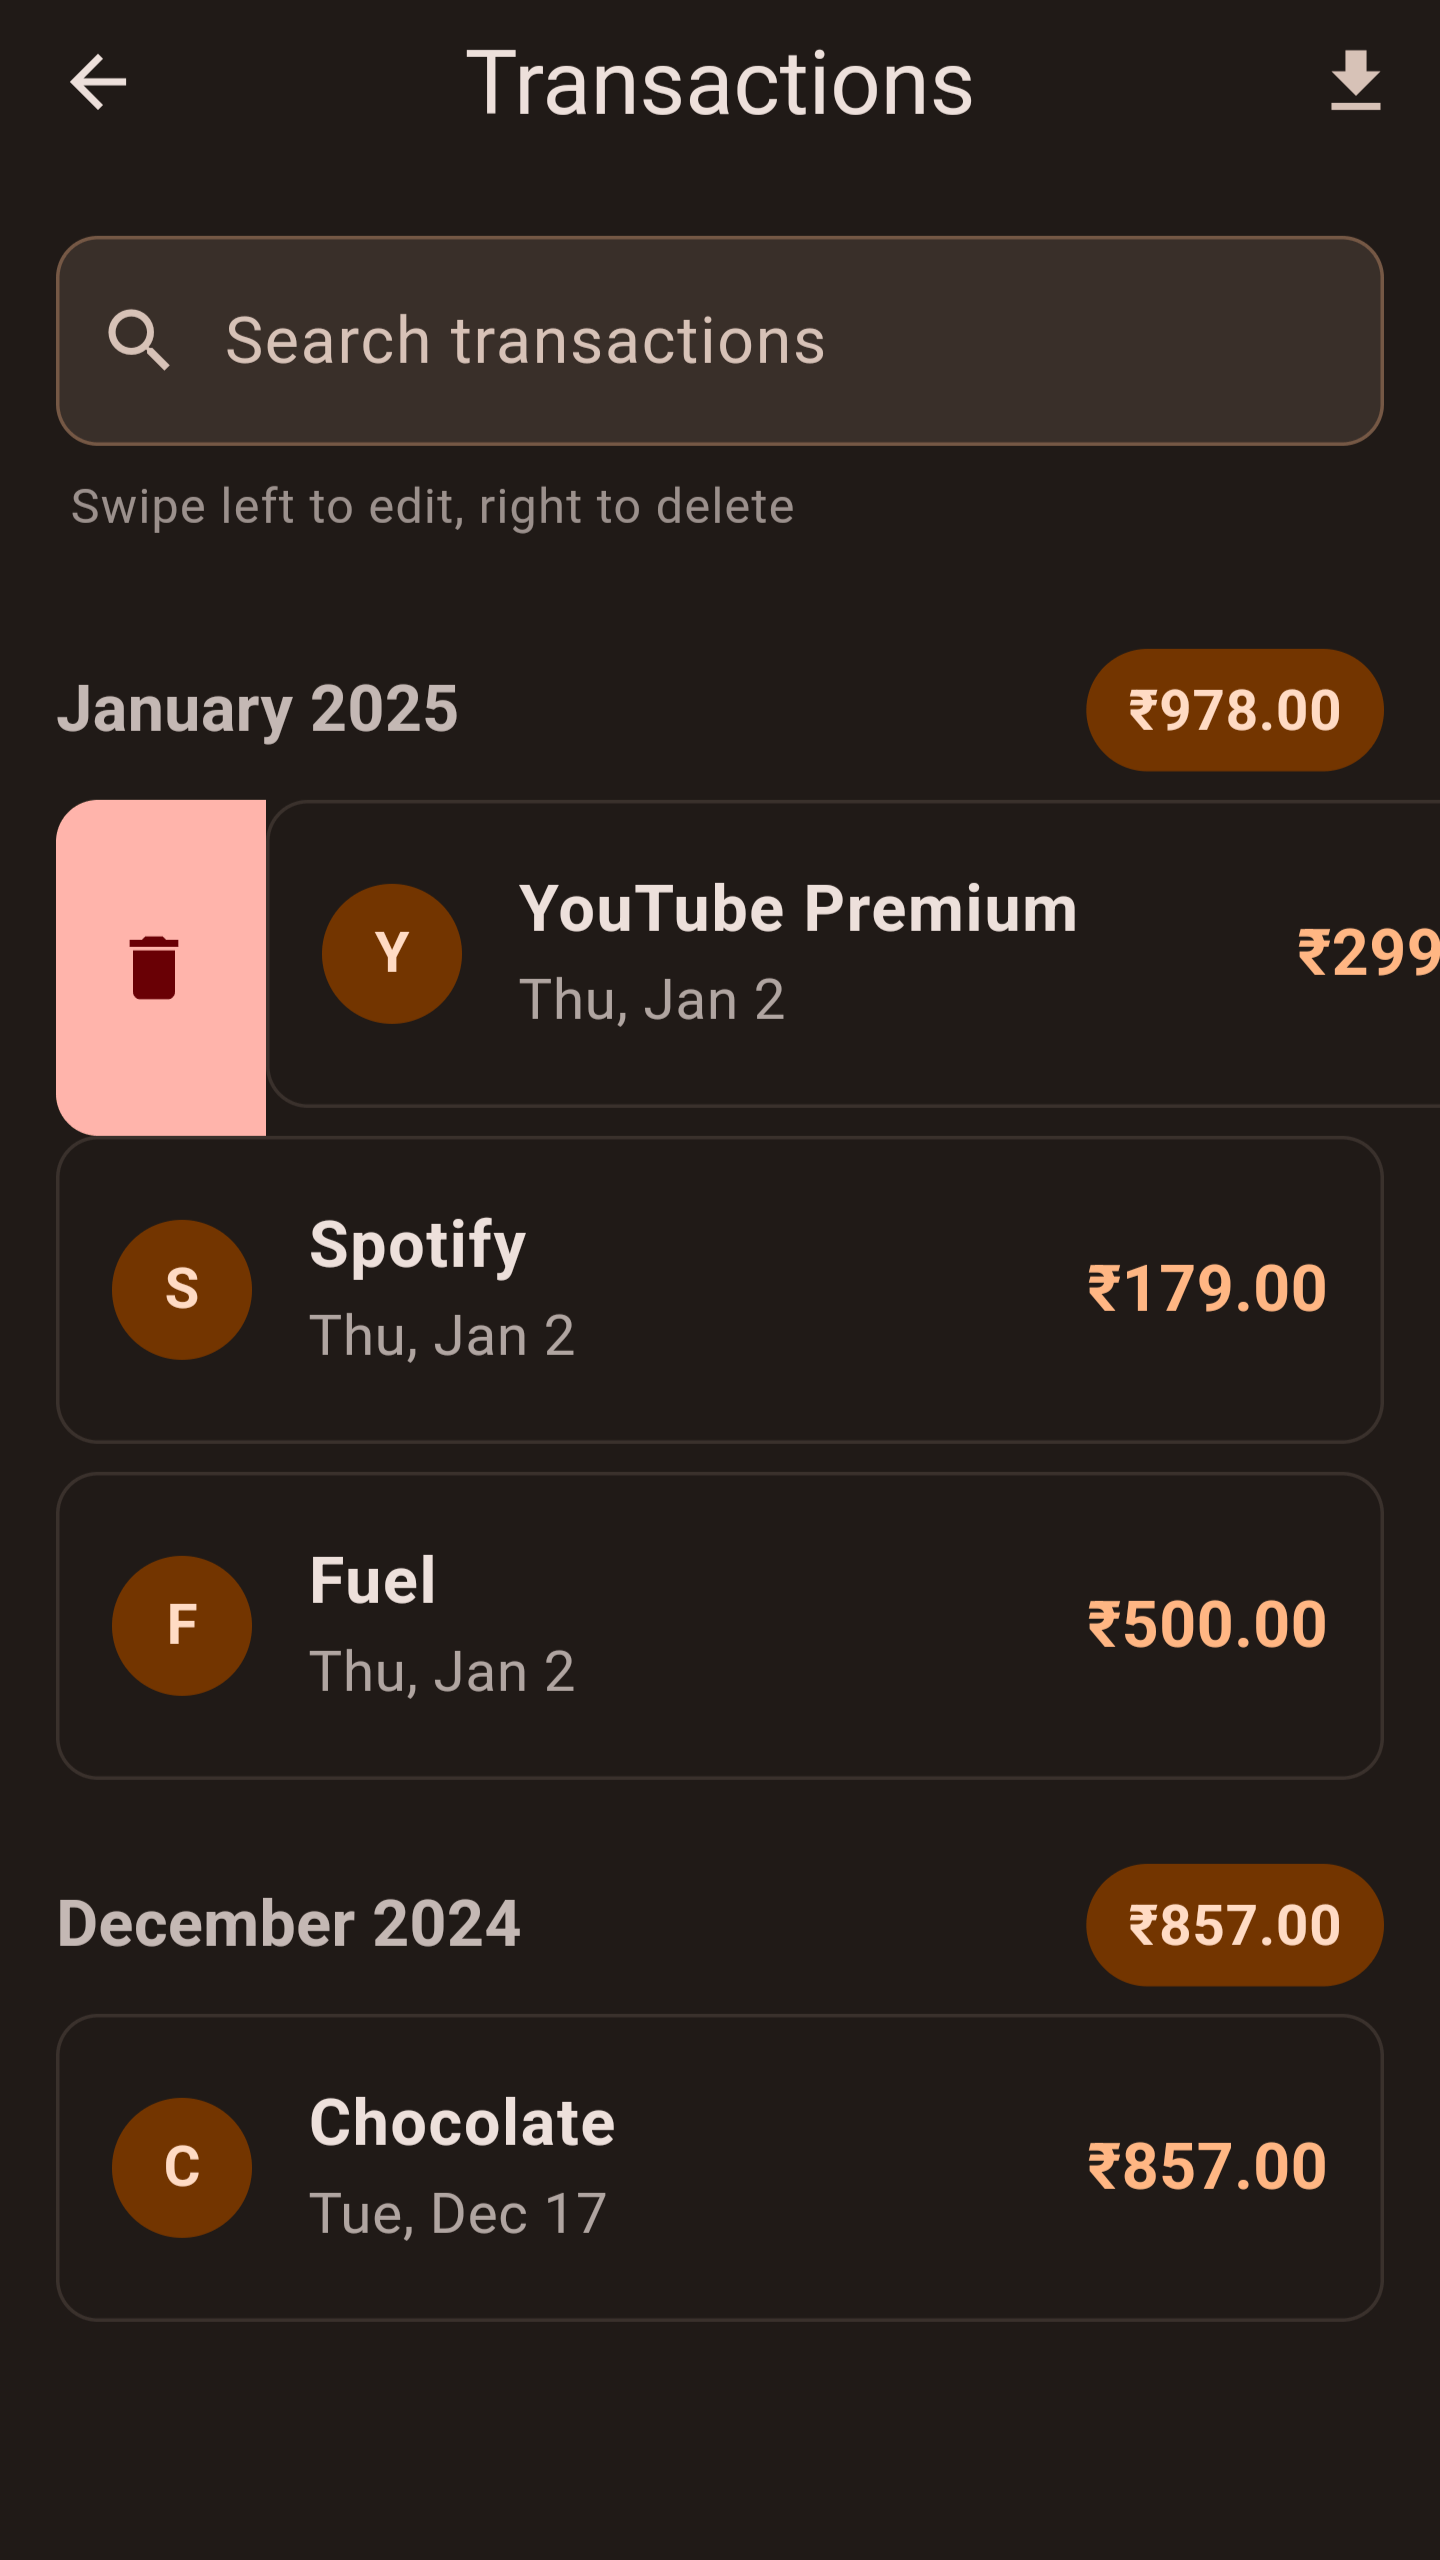 Transactions
Search transactions
Swipe left to edit, right to delete
January 2025
₹978.00
Y
YouTube Premium
Thu, Jan 2
₹299
S
Spotify
Thu, Jan 2
₹179.00
F
Fuel
Thu, Jan 2
₹500.00
December 2024
₹857.00
C
Chocolate
Tue, Dec 17
₹857.00